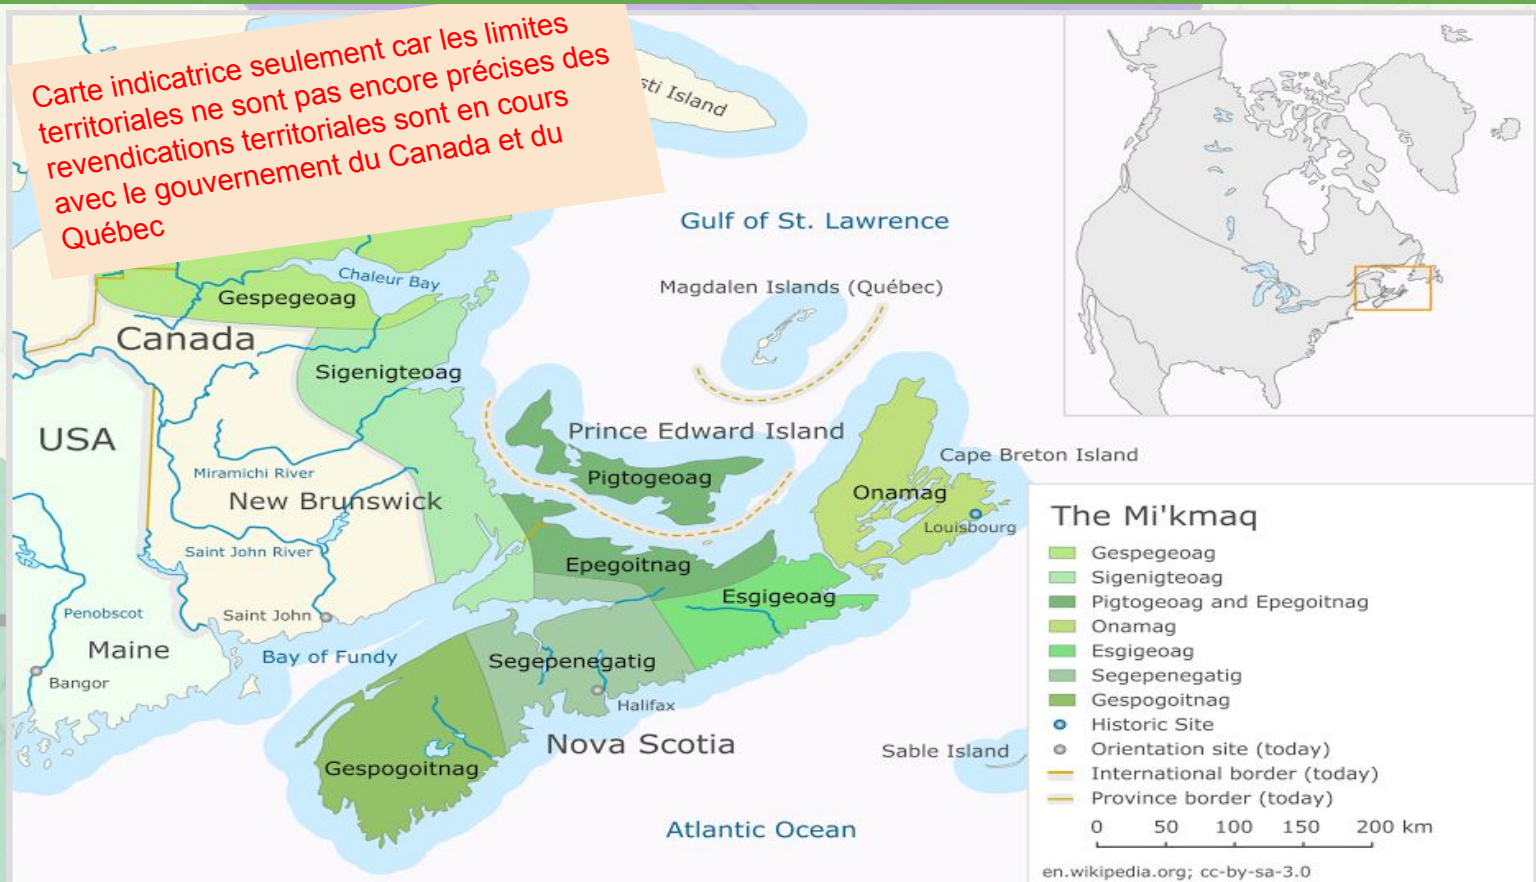 Carte indicatrice seulement car les limites
territoriales ne sont pas encore précises des
revendications territoriales sont en cours
avec le gouvernement du Canada et du
Québec
sti Island
Gulf of St. Lawrence
Chaleur Bay
Magdalen Islands (Québec)
Gespegeoag
Canada
Sigenigteoag
USA
Prince Edward Island
Cape Breton Island
Miramichi River
Pigtogeoag
Onamag
New Brunswick
Louisbourg
Saint John River
Epegoitnag
Esgigeoag
Penobscot
Saint John
Maine
Bay of Fundy
Segepenegatig
Bangor
Halifax
Nova Scotia
Sable Island
Gespogoitnag
Atlantic Ocean
The Mi'kmaq
Gespegeoag
Sigenigteoag
Pigtogeoag and Epegoitnag
Onamag
Esgigeoag
Segepenegatig
Gespogoitnag
Historic Site
Orientation site (today)
International border (today)
Province border (today)
0 50 100 150 200 km
en.wikipedia.org; cc-by-sa-3.0